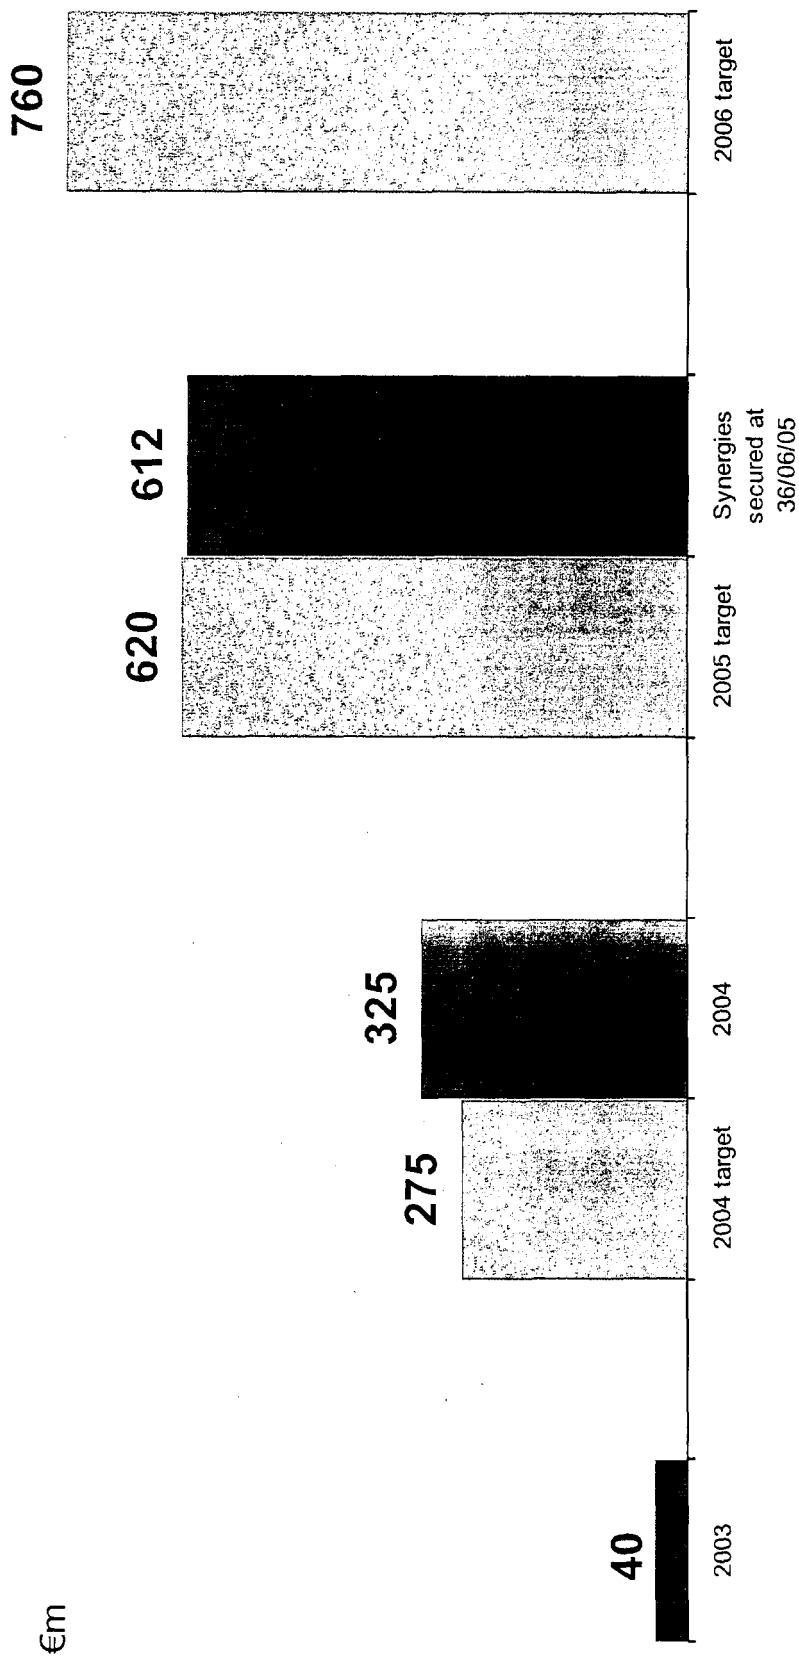 €m
40
275
325
620
612
760
2003
2004 target
2004
2005 target
Synergies
secured at
36/06/05
2006 target